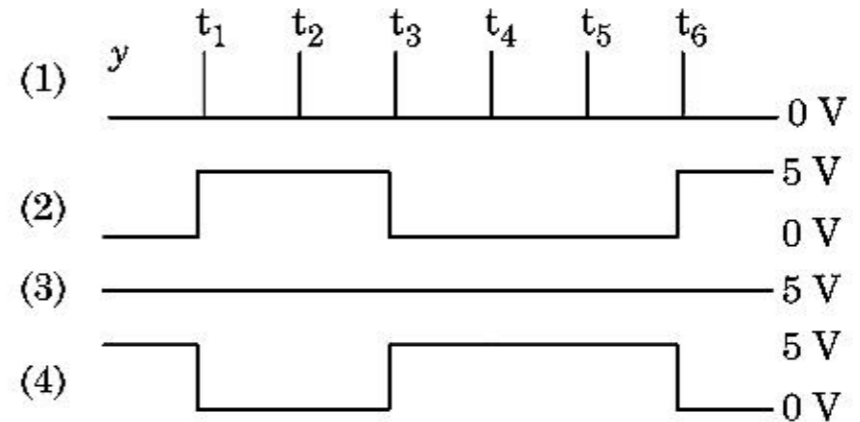 y t₁ t₂ t₃ t₄ t₅ t₆
(1) 0 V
5 V
(2) 0 V
(3) 5 V
5 V
(4) 0 V